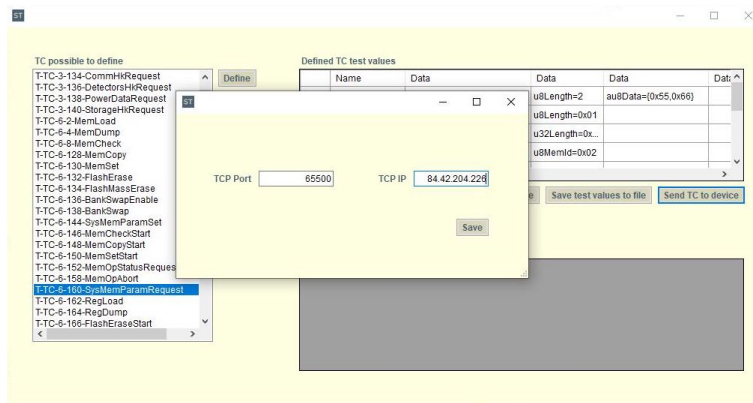 ST
TC possible to define
T-TC-3-134-CommHkRequest
T-TC-3-136-DetectorsHkRequest
T-TC-3-138-PowerDataRequest
T-TC-3-140-StorageHkRequest
T-TC-6-2-MemLoad
T-TC-6-4-MemDump
T-TC-6-8-MemCheck
T-TC-6-128-MemCopy
T-TC-6-130-MemSet
T-TC-6-132-FlashErase
T-TC-6-134-FlashMassErase
T-TC-6-136-BankSwapEnable
T-TC-6-138-BankSwap
T-TC-6-144-SysMemParamSet
T-TC-6-146-MemCheckStart
T-TC-6-148-MemCopyStart
T-TC-6-150-MemSetStart
T-TC-6-152-MemOpStatusReques
T-TC-6-158-MemOpAbort
T-TC-6-160-SysMemParamRequest
T-TC-6-162-RegLoad
T-TC-6-164-RegDump
T-TC-6-166-FlashEraseStart
Define
Defined TC test values
Name Data Data Data Data
u8Length=2 au8Data={0x55,0x66}
u8Length=0x01
u32Length=0x...
u8MemId=0x02
e Save test values to file Send TC to device
ST
TCP Port 65500 TCP IP 84.42.204.226
Save